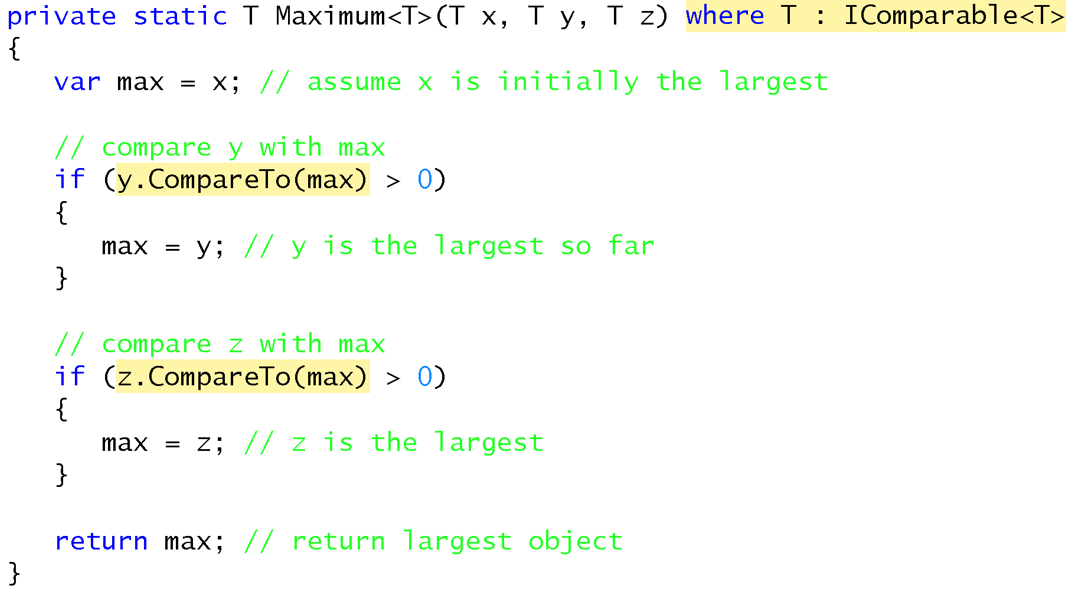 private static T Maximum<T>(T x, T y, T z) where T : IComparable<T>
{
   var max = x; // assume x is initially the largest

   // compare y with max
   if (y.CompareTo(max) > 0)
   {
      max = y; // y is the largest so far
   }

   // compare z with max
   if (z.CompareTo(max) > 0)
   {
      max = z; // z is the largest
   }

   return max; // return largest object
}